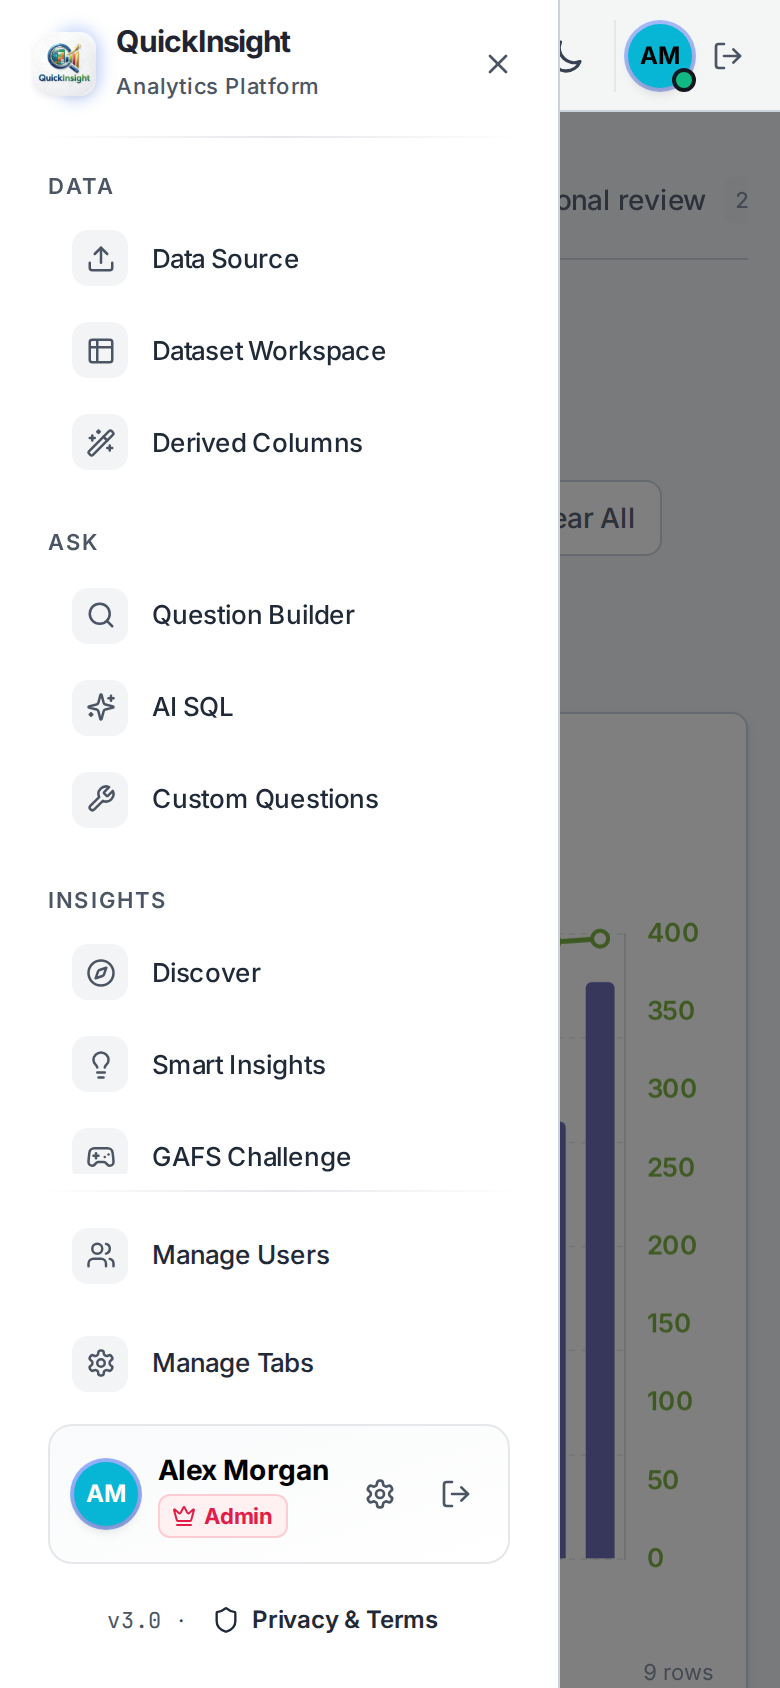 QuickInsight
QuickInsight
Analytics Platform
AM
DATA
onal review 2
Data Source
Dataset Workspace
Derived Columns
ear All
ASK
Question Builder
AI SQL
Custom Questions
INSIGHTS
Discover
Smart Insights
GAFS Challenge
400
350
300
250
200
150
100
50
0
Manage Users
Manage Tabs
AM
Alex Morgan
Admin
v3.0 · Privacy & Terms
9 rows